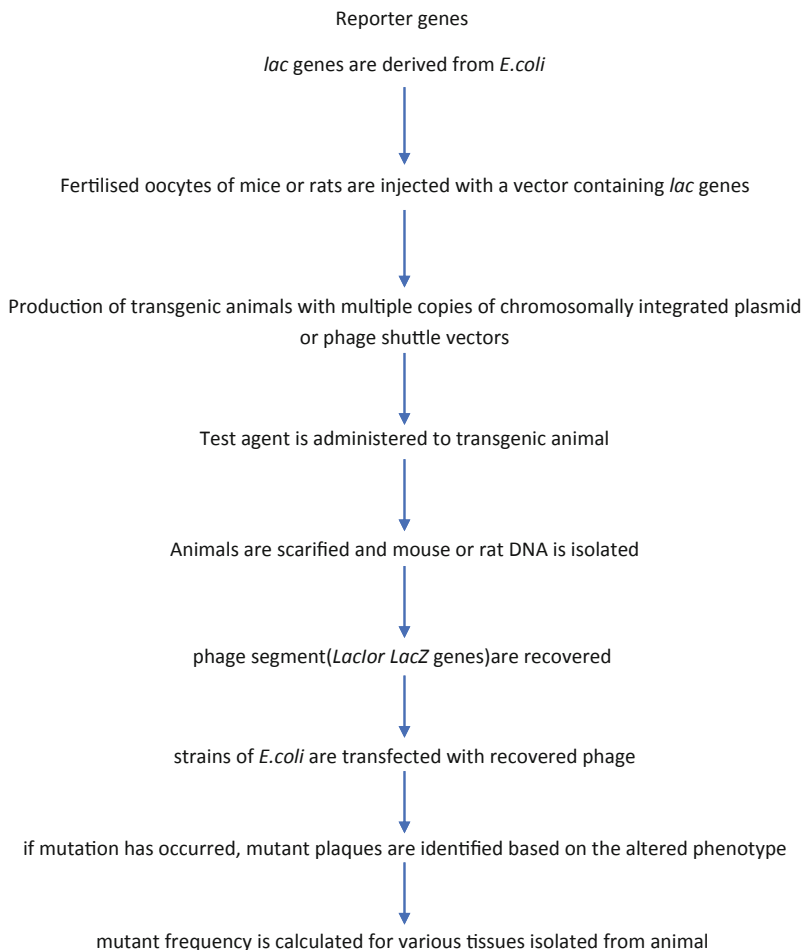 Reporter genes
lac genes are derived from E.coli
Fertilised oocytes of mice or rats are injected with a vector containing lac genes
Production of transgenic animals with multiple copies of chromosomally integrated plasmid
or phage shuttle vectors
Test agent is administered to transgenic animal
Animals are scarified and mouse or rat DNA is isolated
phage segment(LacIor LacZ genes)are recovered
strains of E.coli are transfected with recovered phage
if mutation has occurred, mutant plaques are identified based on the altered phenotype
mutant frequency is calculated for various tissues isolated from animal